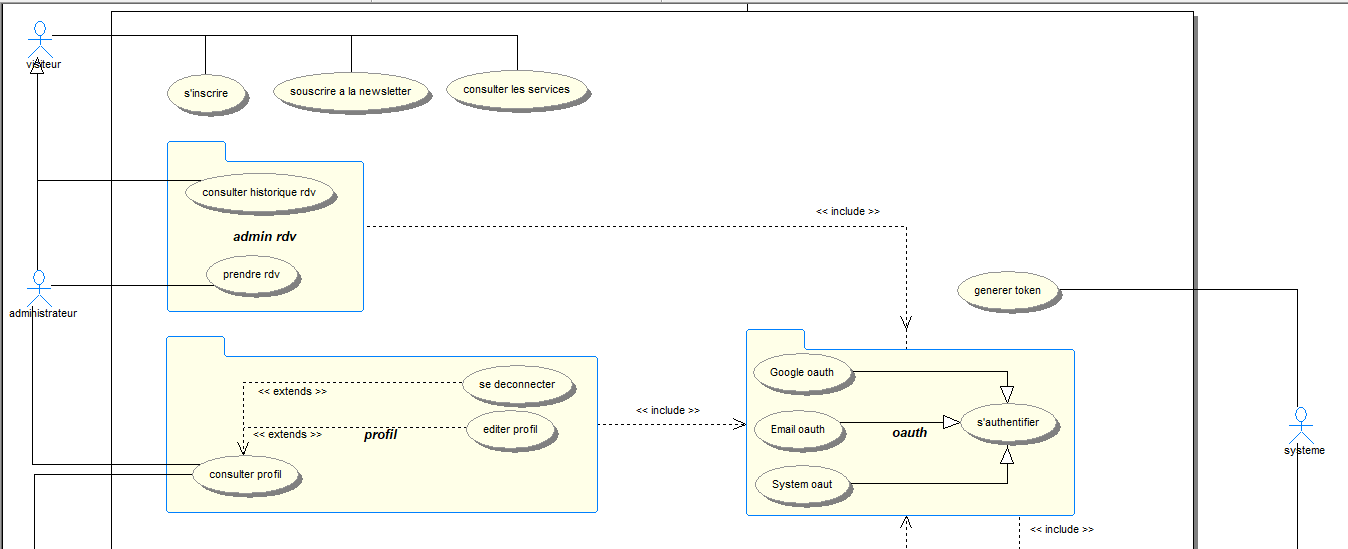 visiteur
s'inscrire
souscrire a la newsletter
consulter les services
consulter historique rdv
<< include >>
admin rdv
prendre rdv
generer token
administrateur
Google oauth
se deconnecter
<< extends >>
<< include >>
s'authentifier
editer profil
Email oauth
<< extends >>
profil
oauth
systeme
consulter profil
System oaut
<< include >>